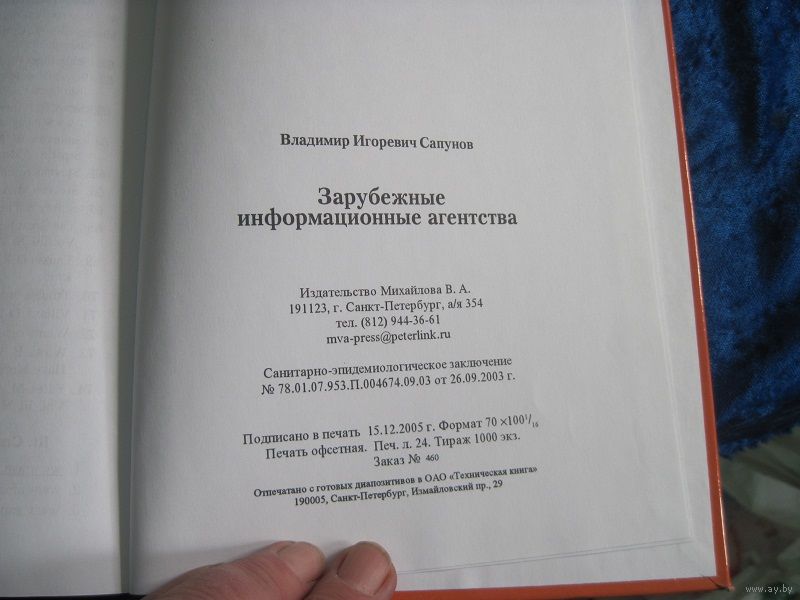 Владимир Игоревич Сапунов
Зарубежные
информационные агентства
Издательство Михайлова В. А.
191123, г. Санкт-Петербург, а/я 354
тел. (812) 944-36-61
mva-press@peterlink.ru
Санитарно-эпидемиологическое заключение
№ 78.01.07.953.П.004674.09.03 от 26.09.2003 г.
Подписано в печать 15.12.2005 г. Формат 70 ×100¹/₁₆
Печать офсетная. Печ. л. 24. Тираж 1000 экз.
Заказ № 460
Отпечатано с готовых диапозитивов в ОАО «Техническая книга»
190005, Санкт-Петербург, Измайловский пр., 29
www.ay.by